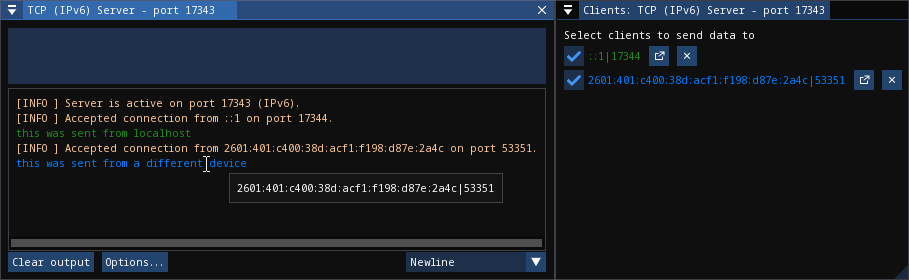 TCP (IPv6) Server - port 17343
[INFO ] Server is active on port 17343 (IPv6).
[INFO ] Accepted connection from ::1 on port 17344.
this was sent from localhost
[INFO ] Accepted connection from 2601:401:c400:38d:acf1:f198:d87e:2a4c on port 53351.
this was sent from a different device
2601:401:c400:38d:acf1:f198:d87e:2a4c|53351
Clear output
Options...
Newline
Clients: TCP (IPv6) Server - port 17343
Select clients to send data to
::1|17344
2601:401:c400:38d:acf1:f198:d87e:2a4c|53351